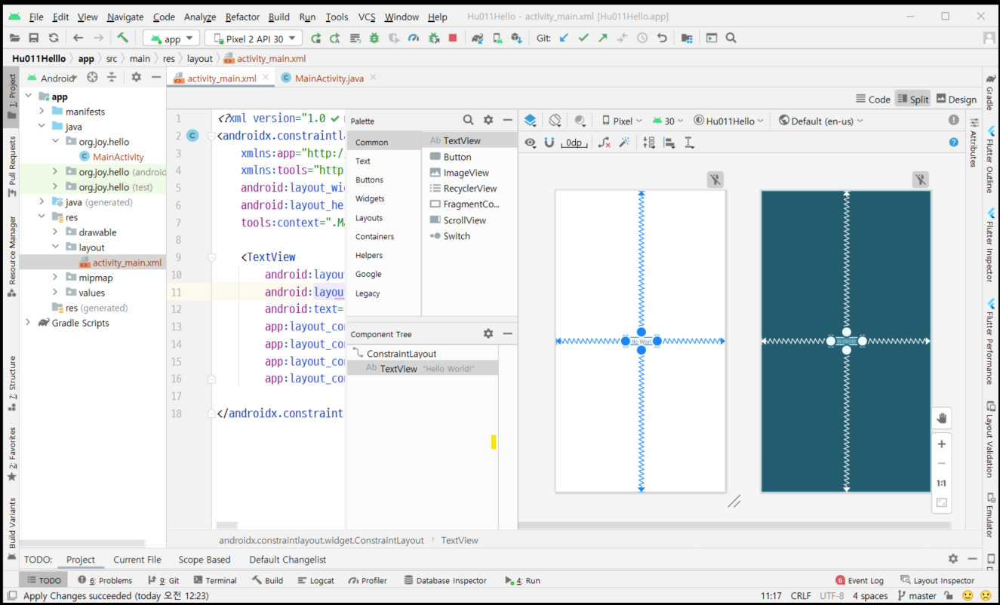 File Edit View Navigate Code Analyze Refactor Build Run Tools VCS Window Help Hu011Hello - activity_main.xml [Hu011Hello.app]
app Pixel 2 API 30 Git:
Hu011Helllo app src main res layout activity_main.xml
1: Project
Pull Requests
Resource Manager
7: Structure
2: Favorites
Build Variants
Android
app
manifests
java
org.joy.hello
MainActivity
org.joy.hello (android
org.joy.hello (test)
java (generated)
res
drawable
layout
activity_main.xml
mipmap
values
res (generated)
Gradle Scripts
activity_main.xml MainActivity.java
Code Split Design
1 <?xml version="1.0
2 <androidx.constraintla
3 xmlns:app="http:/
4 xmlns:tools="http
5 android:layout_wi
6 android:layout_he
7 tools:context=".Ma
8
9 <TextView
10 android:layou
11 android:layou
12 android:text=
13 app:layout_con
14 app:layout_con
15 app:layout_con
16 app:layout_con
17
18 </androidx.constraint
androidx.constraintlayout.widget.ConstraintLayout TextView
Palette
Common
Text
Buttons
Widgets
Layouts
Containers
Helpers
Google
Legacy
Ab TextView
Button
ImageView
RecyclerView
FragmentCo...
ScrollView
Switch
Component Tree
ConstraintLayout
Ab TextView "Hello World!"
Pixel 30 Hu011Hello Default (en-us)
0dp
llo Worl
1:1
Attributes
Gradle
Flutter Outline
Flutter Inspector
Flutter Performance
Layout Validation
Emulator
TODO: Project Current File Scope Based Default Changelist
TODO 6: Problems 9: Git Terminal Build Logcat Profiler Database Inspector 4: Run 6 Event Log Layout Inspector
Apply Changes succeeded (today 오전 12:23) 11:17 CRLF UTF-8 4 spaces master